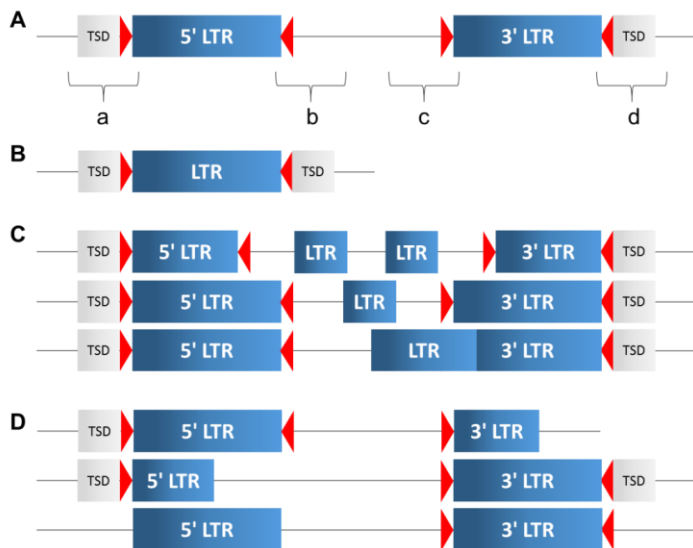 A TSD 5' LTR 3' LTR TSD
a b c d
B TSD LTR TSD
C TSD 5' LTR LTR LTR 3' LTR TSD
TSD 5' LTR LTR 3' LTR TSD
TSD 5' LTR LTR 3' LTR TSD
D TSD 5' LTR 3' LTR
TSD 5' LTR 3' LTR TSD
5' LTR 3' LTR